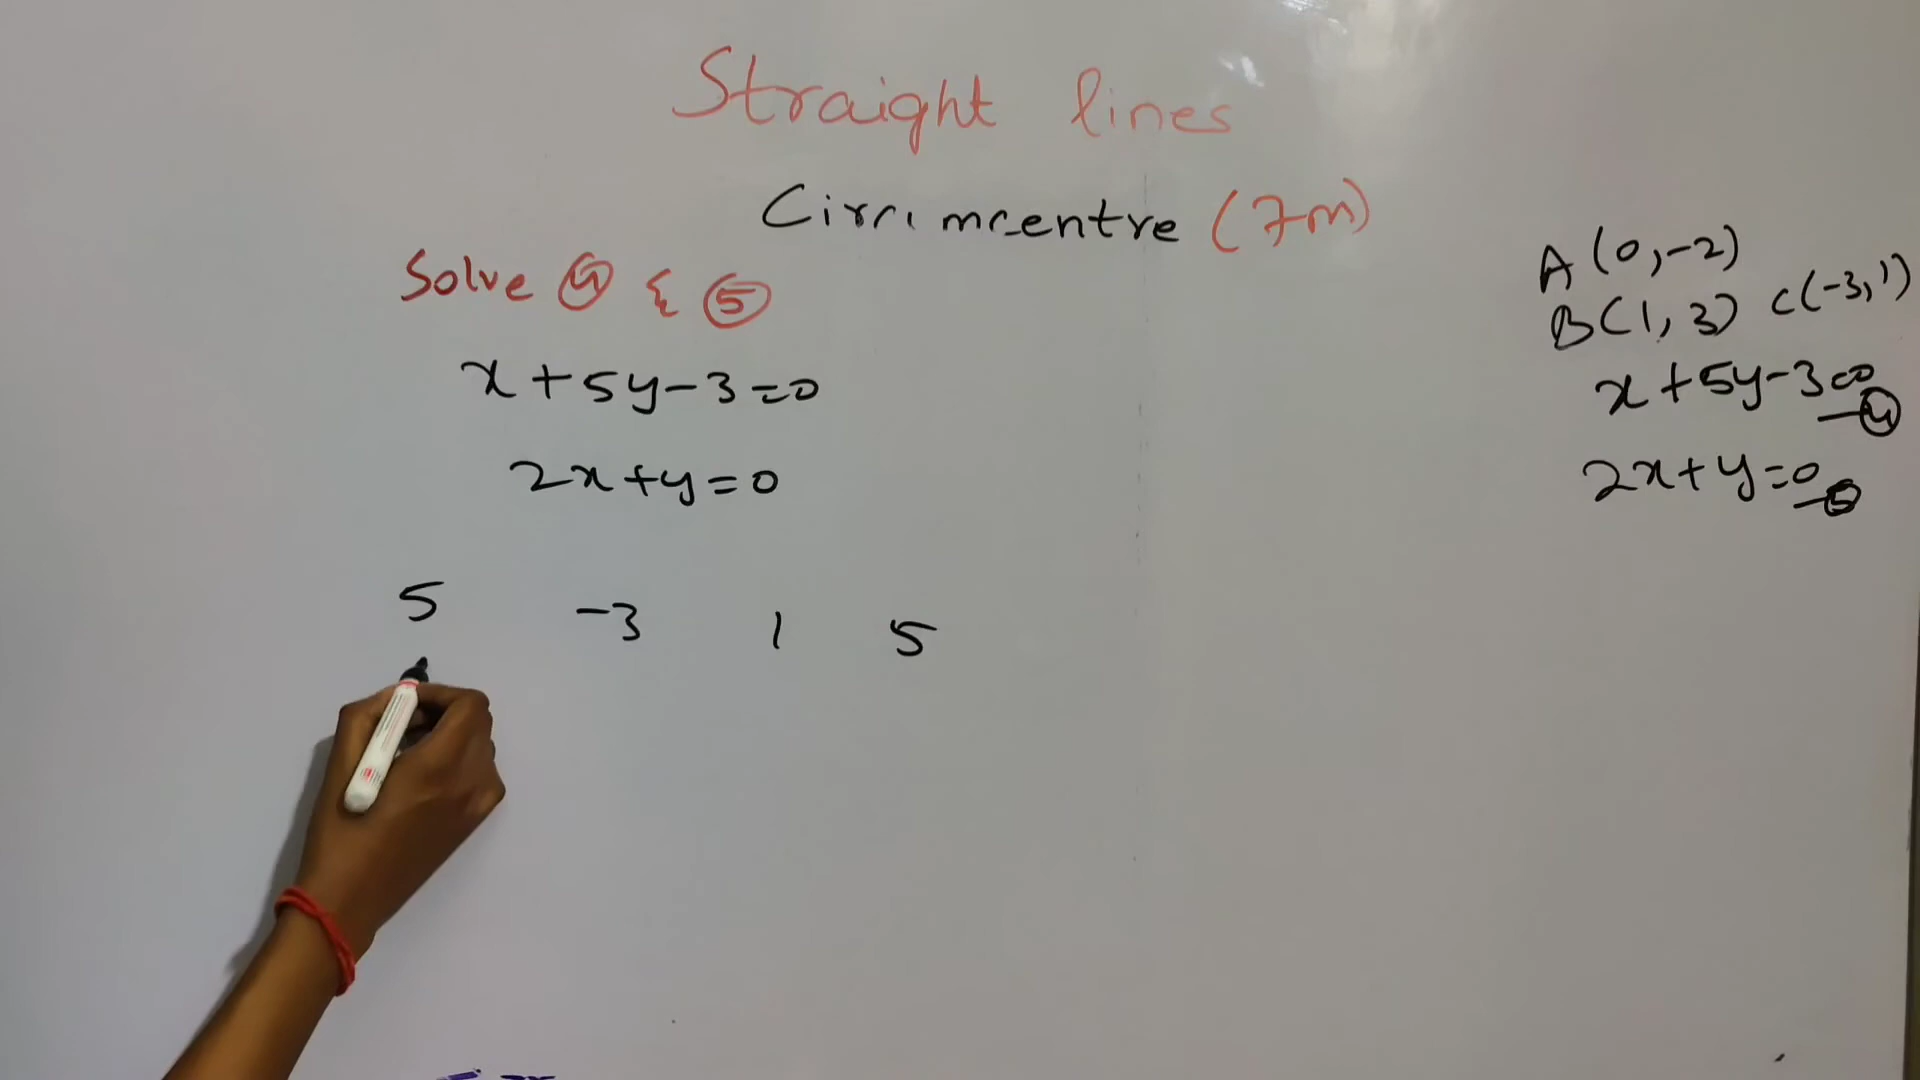 Straight lines
Circumcentre (7m)
Solve ④ & ⑤
x+5y-3=0
2x+y=0
5 -3 1 5
A(0,-2)
B(1,3) C(-3,1)
x+5y-3=0 —④
2x+y=0 —⑤